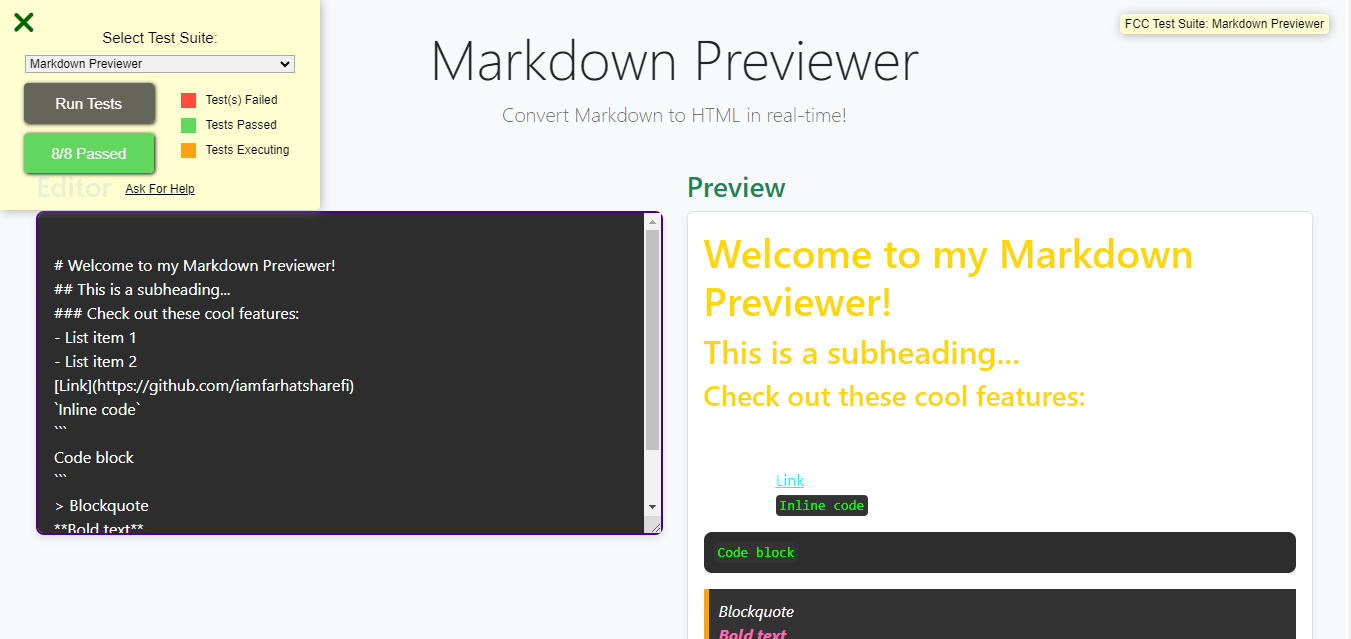 FCC Test Suite: Markdown Previewer
Select Test Suite:
Markdown Previewer
Run Tests
Test(s) Failed
Tests Passed
8/8 Passed
Tests Executing
Ask For Help
Markdown Previewer
Convert Markdown to HTML in real-time!
Editor
# Welcome to my Markdown Previewer!
## This is a subheading...
### Check out these cool features:
- List item 1
- List item 2
[Link](https://github.com/iamfarhatsharefi)
`Inline code`
```
Code block
```
> Blockquote
**Bold text**
Preview
Welcome to my Markdown
Previewer!
This is a subheading...
Check out these cool features:
Link
Inline code
Code block
Blockquote
Bold text